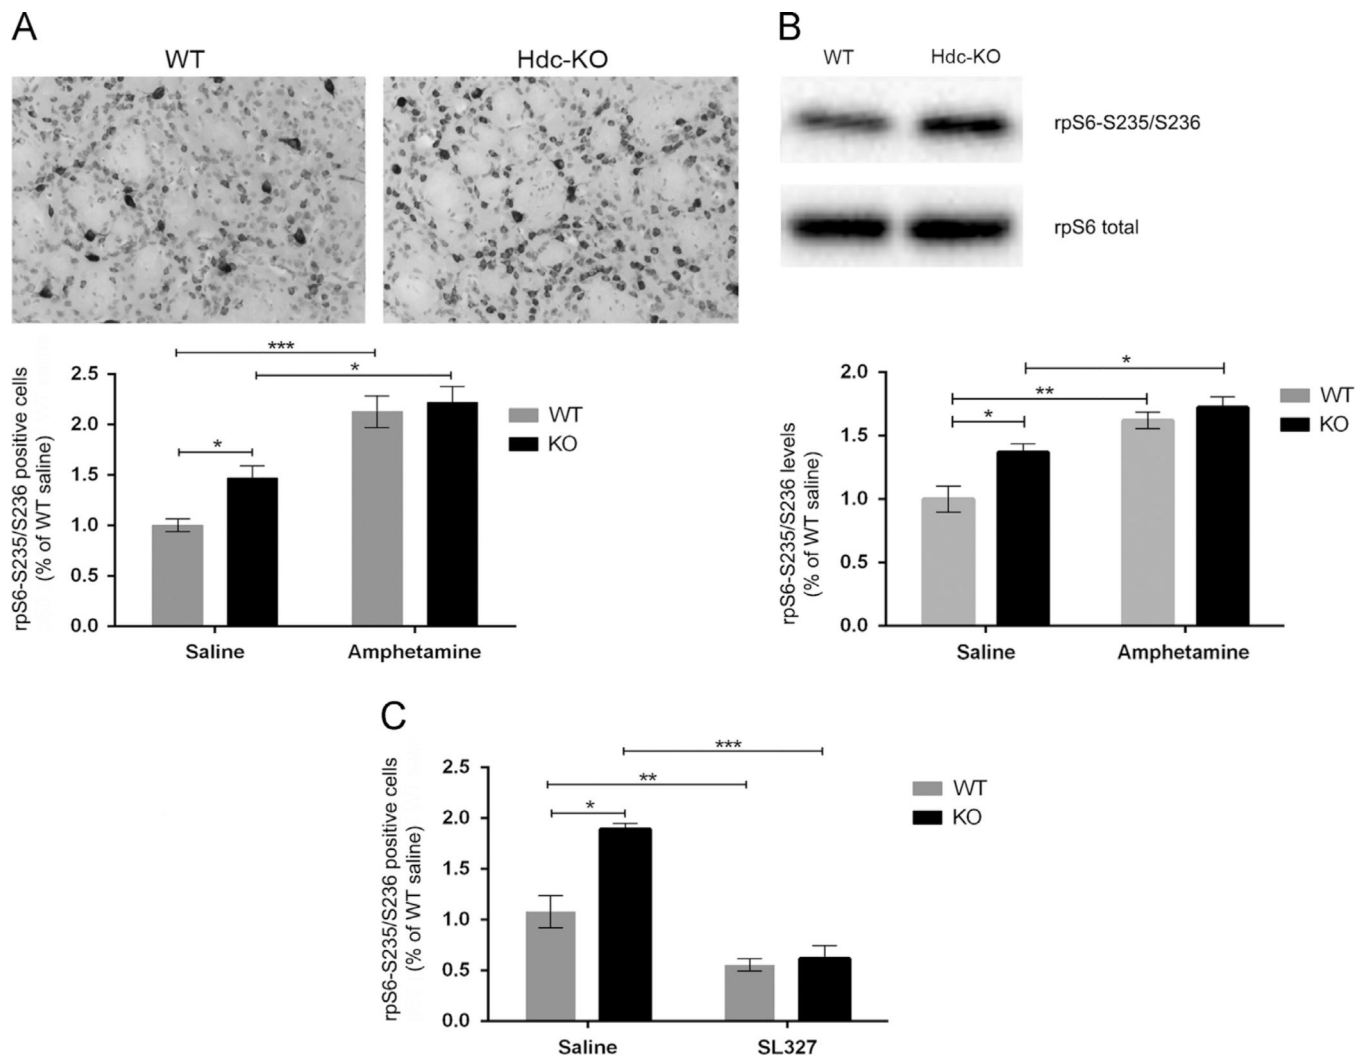 A
WT
Hdc-KO
B
WT
Hdc-KO
rpS6-S235/S236
rpS6 total
rpS6-S235/S236 positive cells
(% of WT saline)
2.5
2.0
1.5
1.0
0.5
0.0
***
*
*
Saline
Amphetamine
WT
KO
rpS6-S235/S236 levels
(% of WT saline)
2.0
1.5
1.0
0.5
0.0
*
**
*
Saline
Amphetamine
WT
KO
C
rpS6-S235/S236 positive cells
(% of WT saline)
2.5
2.0
1.5
1.0
0.5
0.0
***
**
*
Saline
SL327
WT
KO